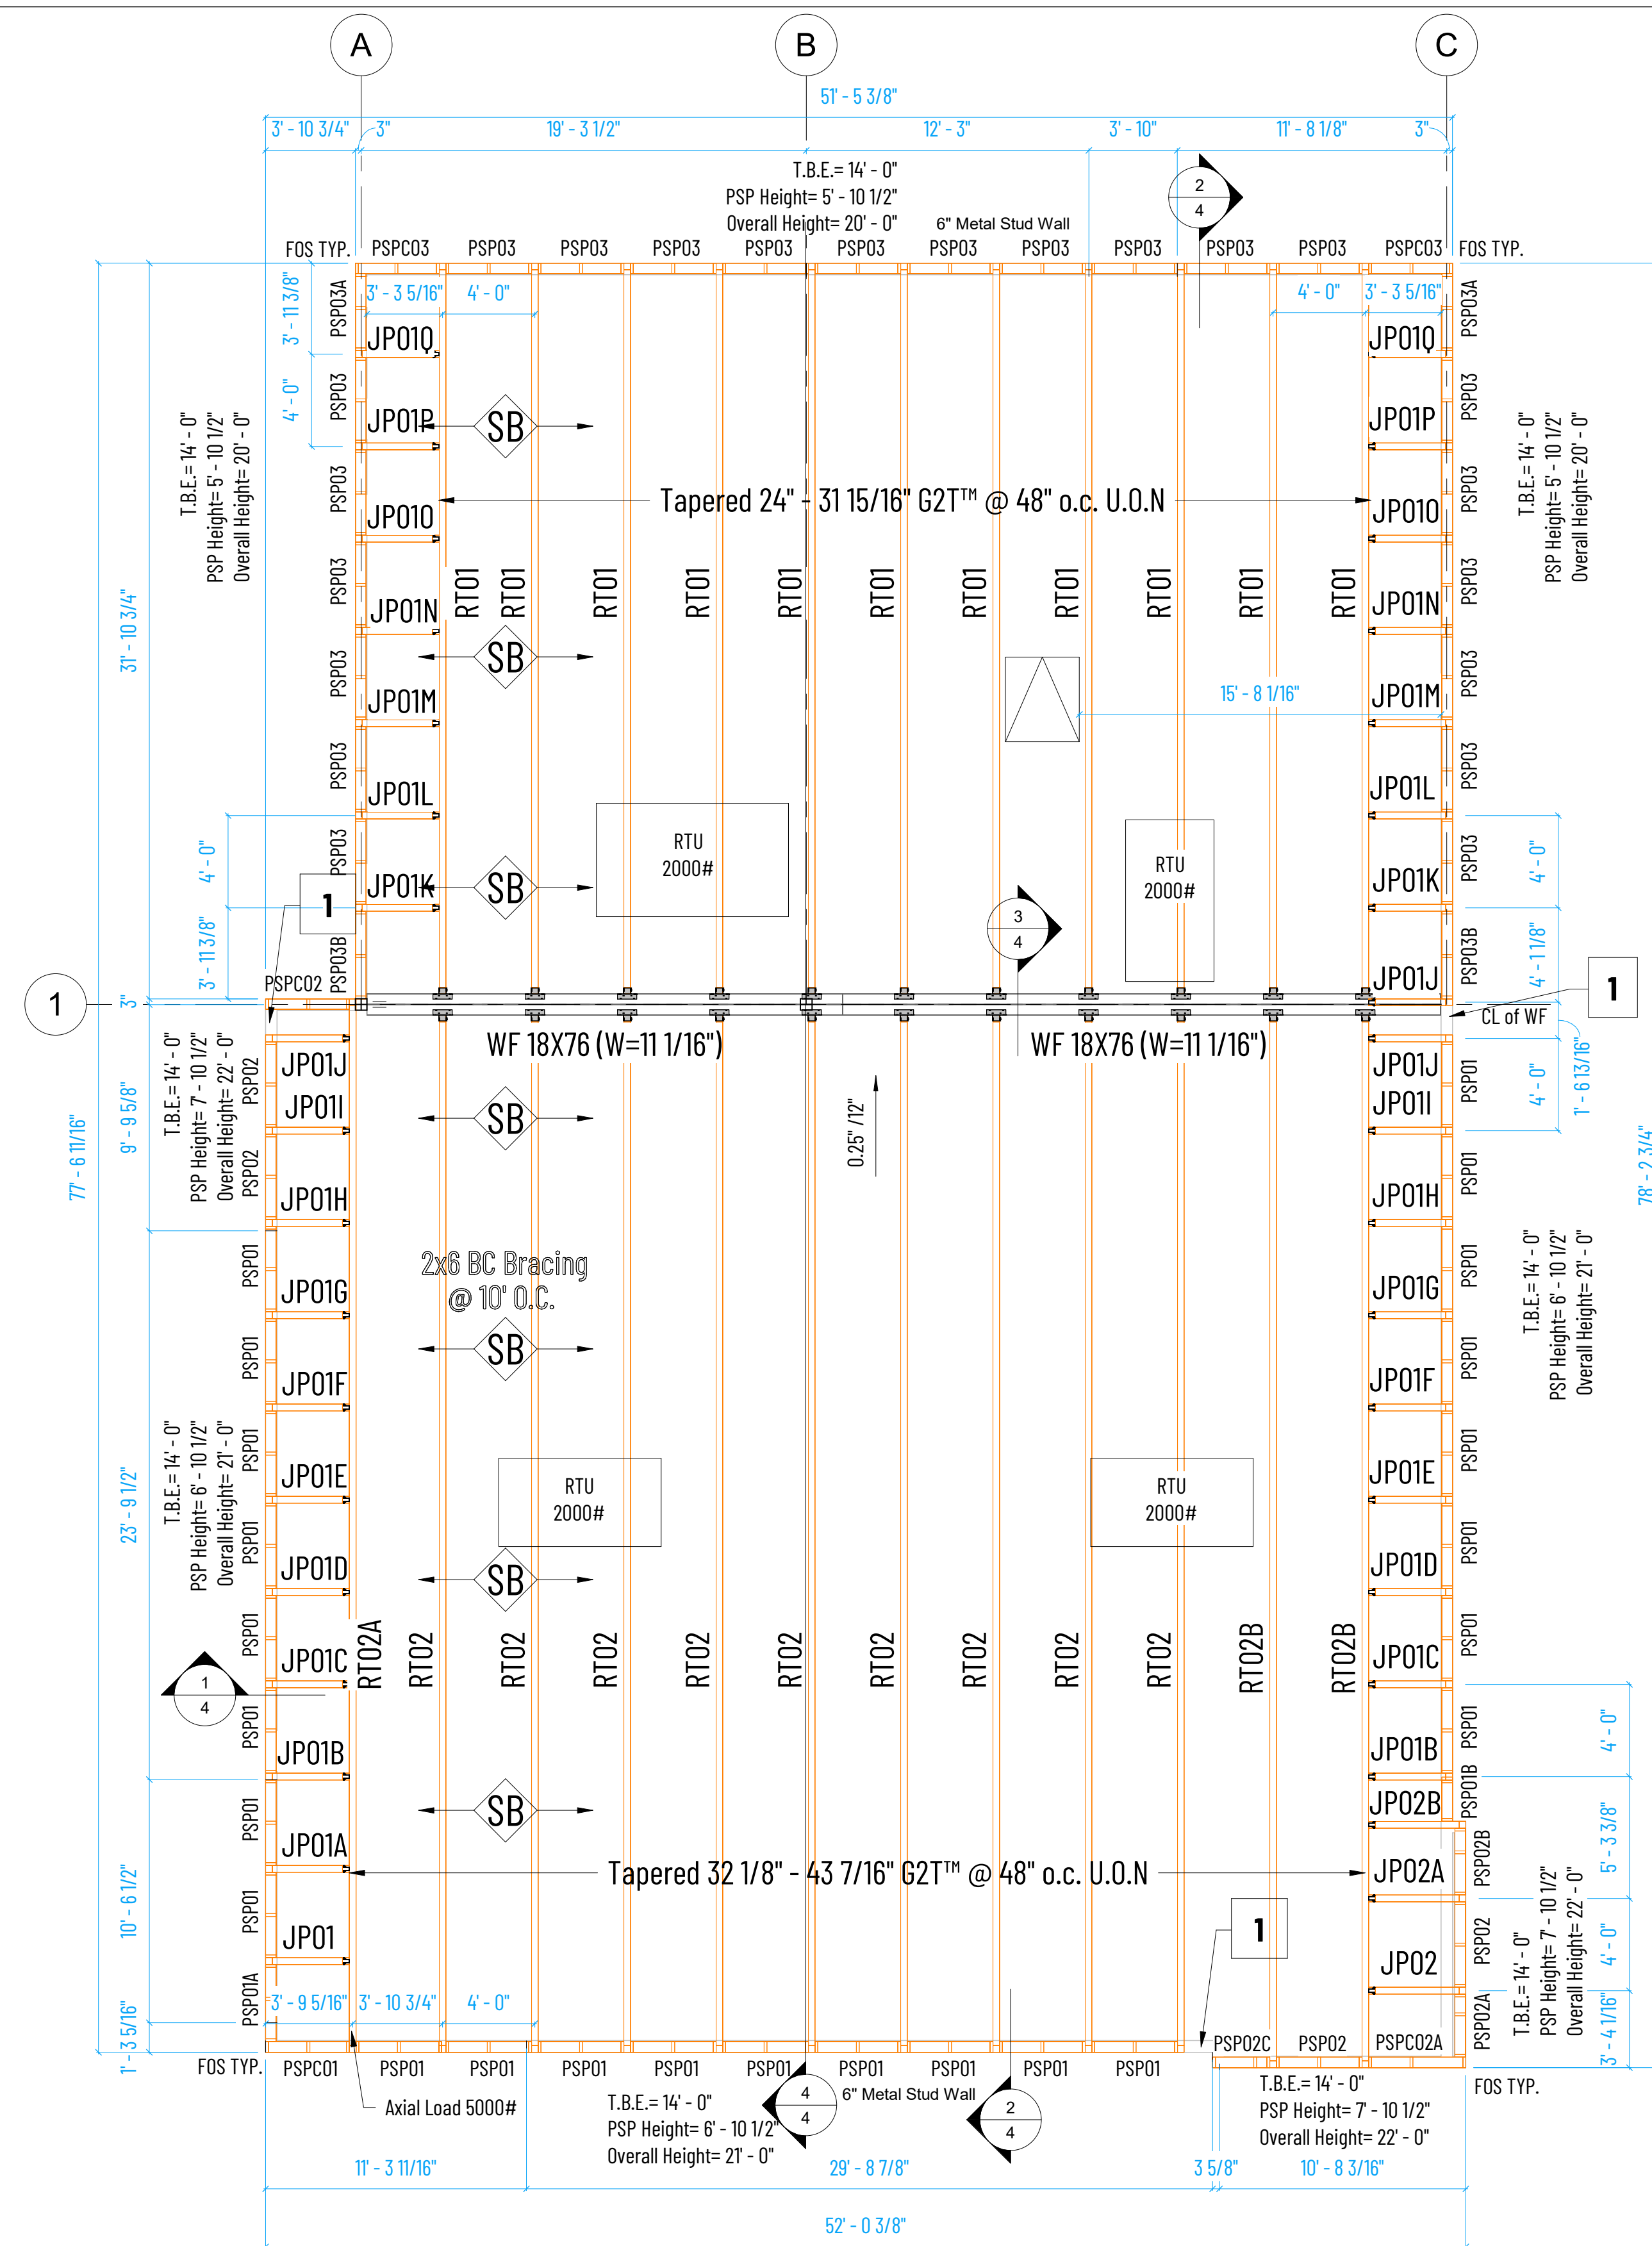 A
B
C
51' - 5 3/8"
3' - 10 3/4"
3"
19' - 3 1/2"
12' - 3"
3' - 10"
11' - 8 1/8"
3"
T.B.E.= 14' - 0"
PSP Height= 5' - 10 1/2"
Overall Height= 20' - 0"
6" Metal Stud Wall
2
4
FOS TYP.
PSPC03
PSP03
PSP03
PSP03
PSP03
PSP03
PSP03
PSP03
PSP03
PSP03
PSP03
PSPC03
FOS TYP.
3' - 3 5/16"
4' - 0"
4' - 0"
3' - 3 5/16"
3' - 11 3/8"
4' - 0"
31' - 10 3/4"
T.B.E.= 14' - 0"
PSP Height= 5' - 10 1/2"
Overall Height= 20' - 0"
PSP03A
PSP03
PSP03
PSP03
PSP03
PSP03
PSP03
PSP03B
JP01Q
JP01P
JP01O
JP01N
JP01M
JP01L
JP01K
SB
SB
SB
Tapered 24" - 31 15/16" G2T™ @ 48" o.c. U.O.N
RT01
RT01
RT01
RT01
RT01
RT01
RT01
RT01
RT01
RT01
RT01
15' - 8 1/16"
RTU
2000#
RTU
2000#
3
4
JP01Q
JP01P
JP01O
JP01N
JP01M
JP01L
JP01K
JP01J
PSP03A
PSP03
PSP03
PSP03
PSP03
PSP03
PSP03
PSP03B
T.B.E.= 14' - 0"
PSP Height= 5' - 10 1/2"
Overall Height= 20' - 0"
4' - 0"
3' - 11 3/8"
3"
1
PSPC02
1
4' - 0"
4' - 1 1/8"
1
CL of WF
1' - 6 13/16"
4' - 0"
WF 18X76 (W=11 1/16")
WF 18X76 (W=11 1/16")
0.25" /12"
77' - 6 11/16"
9' - 9 5/8"
23' - 9 1/2"
10' - 6 1/2"
1' - 3 5/16"
T.B.E.= 14' - 0"
PSP Height= 7' - 10 1/2"
Overall Height= 22' - 0"
PSP02
PSP02
T.B.E.= 14' - 0"
PSP Height= 6' - 10 1/2"
Overall Height= 21' - 0"
PSP01
PSP01
PSP01
PSP01
PSP01
PSP01
PSP01
PSP01
PSP01A
JP01J
JP01I
JP01H
JP01G
JP01F
JP01E
JP01D
JP01C
JP01B
JP01A
JP01
SB
2x6 BC Bracing
@ 10' O.C.
SB
SB
SB
RTU
2000#
RTU
2000#
1
4
RT02A
RT02
RT02
RT02
RT02
RT02
RT02
RT02
RT02
RT02
RT02B
RT02B
JP01J
JP01I
JP01H
JP01G
JP01F
JP01E
JP01D
JP01C
JP01B
JP02B
JP02A
JP02
PSP01
PSP01
PSP01
PSP01
PSP01
PSP01
PSP01
PSP01
PSP01B
PSP02B
PSP02
PSP02A
T.B.E.= 14' - 0"
PSP Height= 6' - 10 1/2"
Overall Height= 21' - 0"
78' - 2 3/4"
4' - 0"
5' - 3 3/8"
4' - 0"
3' - 4 1/16"
T.B.E.= 14' - 0"
PSP Height= 7' - 10 1/2"
Overall Height= 22' - 0"
Tapered 32 1/8" - 43 7/16" G2T™ @ 48" o.c. U.O.N
1
3' - 9 5/16"
3' - 10 3/4"
4' - 0"
FOS TYP.
PSPC01
PSP01
PSP01
PSP01
PSP01
PSP01
PSP01
PSP01
PSP01
PSP01
PSP02C
PSP02
PSPC02A
FOS TYP.
Axial Load 5000#
T.B.E.= 14' - 0"
PSP Height= 6' - 10 1/2"
Overall Height= 21' - 0"
4
4
6" Metal Stud Wall
2
4
T.B.E.= 14' - 0"
PSP Height= 7' - 10 1/2"
Overall Height= 22' - 0"
11' - 3 11/16"
29' - 8 7/8"
3 5/8"
10' - 8 3/16"
52' - 0 3/8"